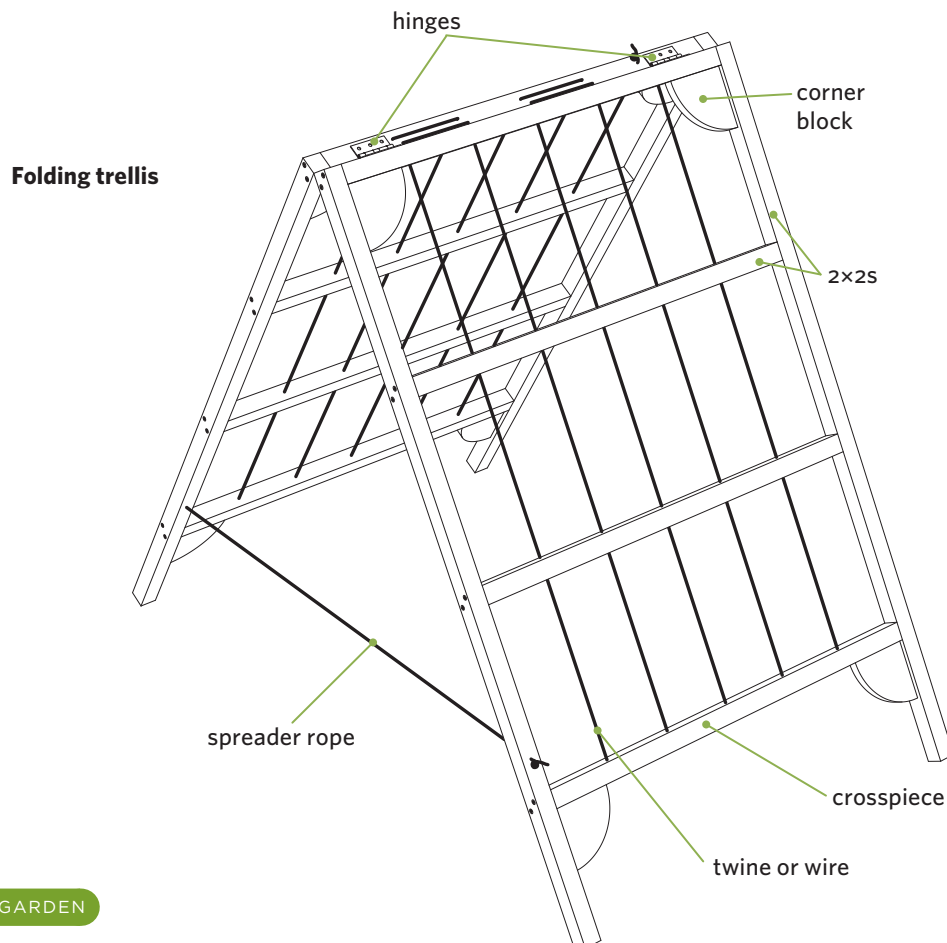 hinges
corner
block
Folding trellis
2×2s
spreader rope
crosspiece
twine or wire
GARDEN